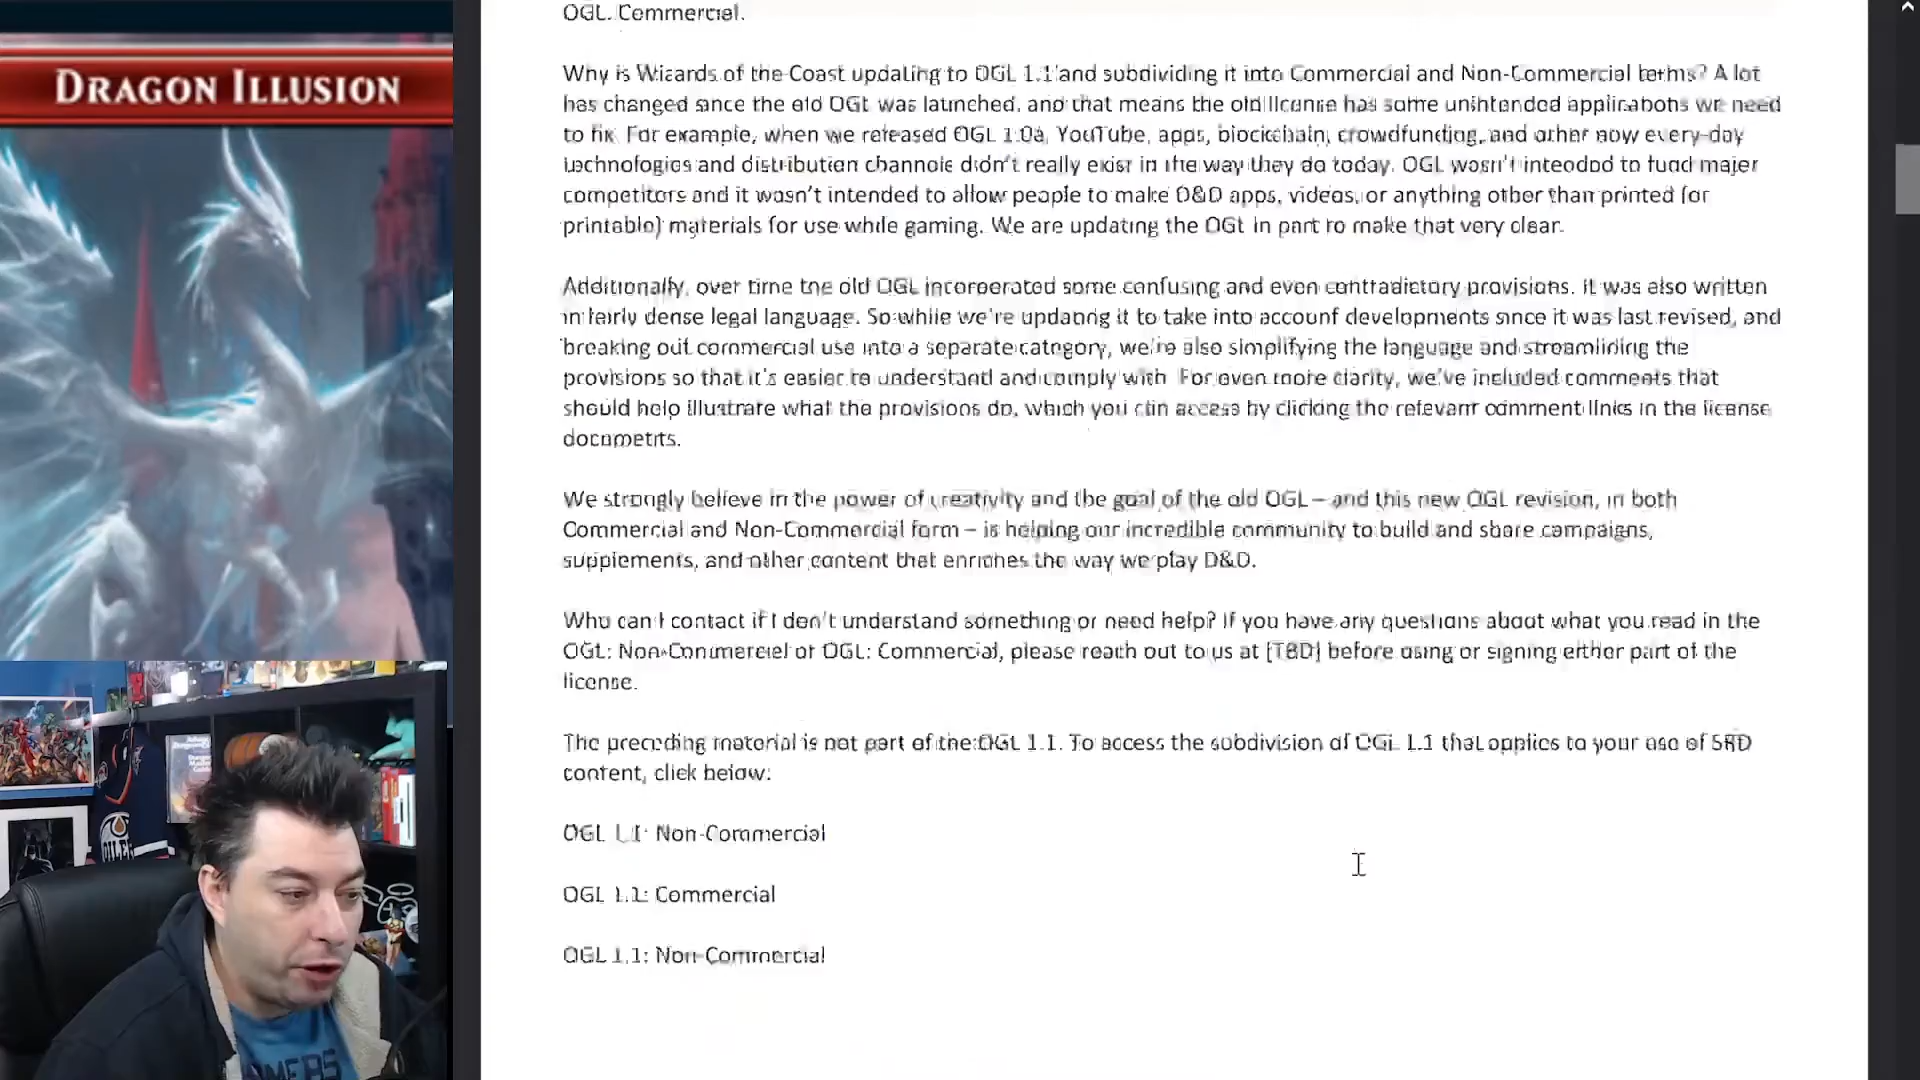 DRAGON ILLUSION
OGL. Commercial.
Why is Wizards of the Coast updating to OGL 1.1 and subdividing it into Commercial and Non-Commercial terms? A lot
has changed since the old OGL was launched, and that means the old license has some unintended applications we need
to fix. For example, when we released OGL 1.0a, YouTube, apps, blockchain, crowdfunding, and other now every-day
technologies and distribution channels didn't really exist in the way they do today. OGL wasn't intended to fund major
competitors and it wasn't intended to allow people to make D&D apps, videos, or anything other than printed (or
printable) materials for use while gaming. We are updating the OGL in part to make that very clear.
Additionally, over time the old OGL incorporated some confusing and even contradictory provisions. It was also written
in fairly dense legal language. So while we're updating it to take into account developments since it was last revised, and
breaking out commercial use into a separate category, we're also simplifying the language and streamlining the
provisions so that it's easier to understand and comply with. For even more clarity, we've included comments that
should help illustrate what the provisions do, which you can access by clicking the relevant comment links in the license
documents.
We strongly believe in the power of creativity and the goal of the old OGL – and this new OGL revision, in both
Commercial and Non-Commercial form – is helping our incredible community to build and share campaigns,
supplements, and other content that enriches the way we play D&D.
Who can I contact if I don't understand something or need help? If you have any questions about what you read in the
OGL: Non-Commercial or OGL: Commercial, please reach out to us at [TBD] before using or signing either part of the
license.
The preceding material is not part of the OGL 1.1. To access the subdivision of OGL 1.1 that applies to your use of SRD
content, click below:
OGL 1.1: Non-Commercial
OGL 1.1: Commercial
OGL 1.1: Non-Commercial